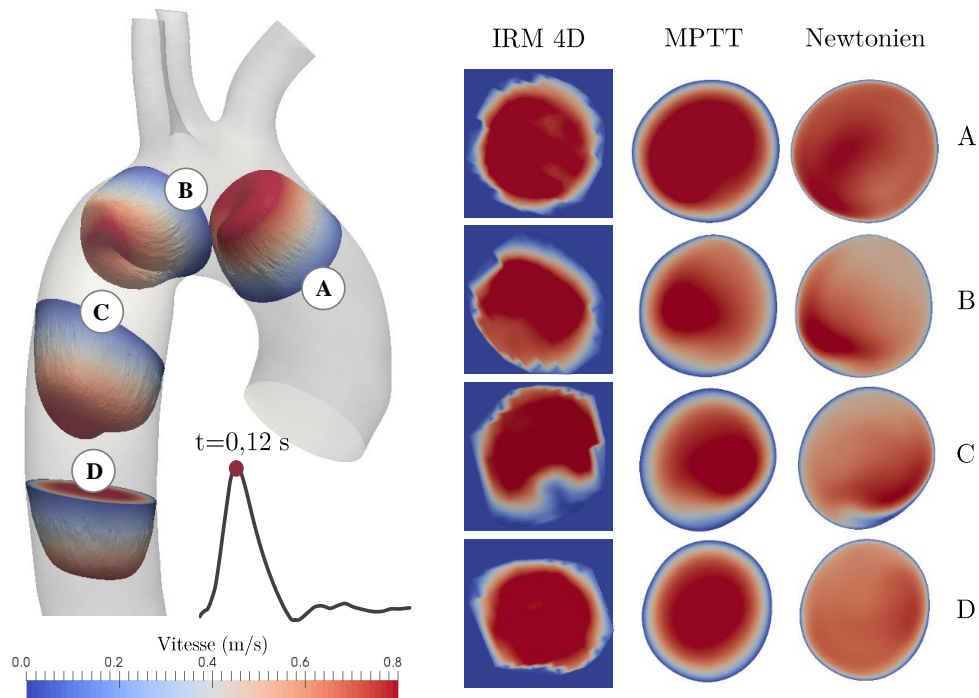 IRM 4D MPTT Newtonien
A
B
C
D
B
A
C
D
t=0,12 s
Vitesse (m/s)
0.0 0.2 0.4 0.6 0.8